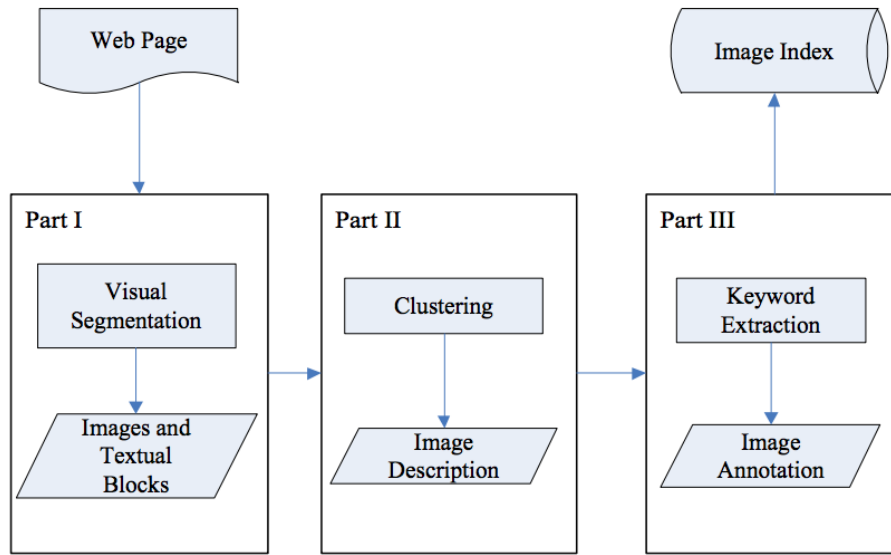 Web Page
Image Index
Part I
Visual
Segmentation
Images and
Textual
Blocks
Part II
Clustering
Image
Description
Part III
Keyword
Extraction
Image
Annotation